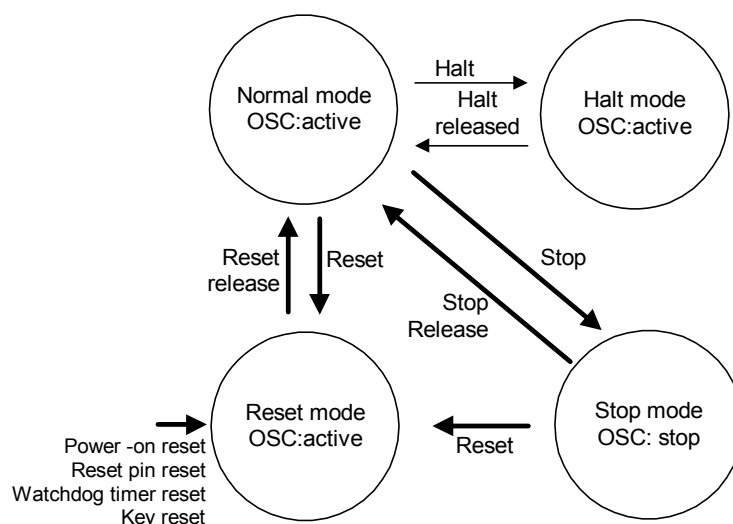 Normal mode
OSC:active
Halt
Halt
released
Halt mode
OSC:active
Reset
release
Reset
Stop
Stop
Release
Reset mode
OSC:active
Reset
Stop mode
OSC: stop
Power -on reset
Reset pin reset
Watchdog timer reset
Key reset